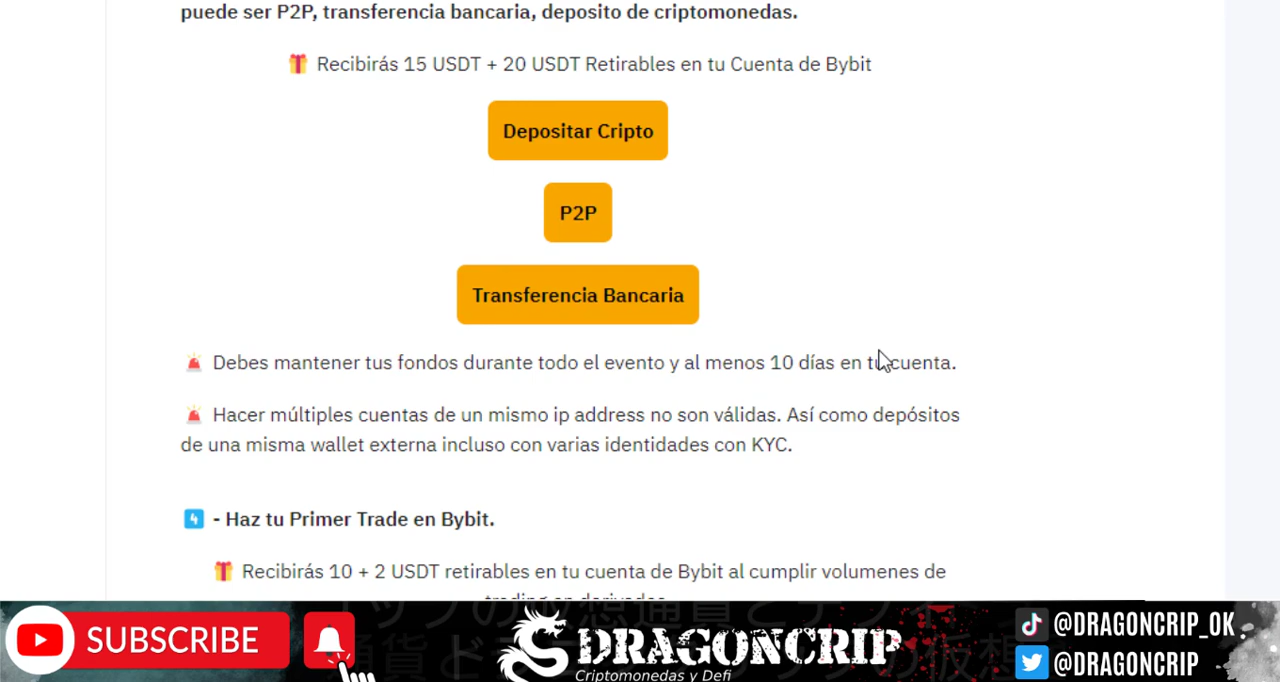 puede ser P2P, transferencia bancaria, deposito de criptomonedas.
Recibirás 15 USDT + 20 USDT Retirables en tu Cuenta de Bybit
Depositar Cripto
P2P
Transferencia Bancaria
Debes mantener tus fondos durante todo el evento y al menos 10 días en tu cuenta.
Hacer múltiples cuentas de un mismo ip address no son válidas. Así como depósitos
de una misma wallet externa incluso con varias identidades con KYC.
4 - Haz tu Primer Trade en Bybit.
Recibirás 10 + 2 USDT retirables en tu cuenta de Bybit al cumplir volumenes de
trading en derivados
SUBSCRIBE
DRAGONCRIP
Criptomonedas y Defi
@DRAGONCRIP_OK
@DRAGONCRIP